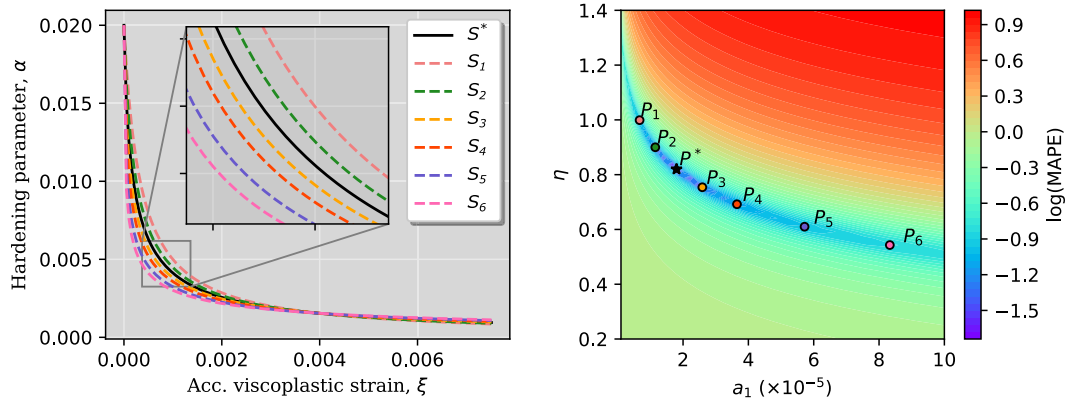 0.020
0.015
0.010
0.005
0.000
Hardening parameter, α
0.000
0.002
0.004
0.006
Acc. viscoplastic strain, ξ
S*
S₁
S₂
S₃
S₄
S₅
S₆
1.4
1.2
1.0
0.8
0.6
0.4
0.2
η
P₁
P₂
P*
P₃
P₄
P₅
P₆
2
4
6
8
10
a₁ (×10⁻⁵)
0.9
0.6
0.3
0.0
−0.3
−0.6
−0.9
−1.2
−1.5
log(MAPE)